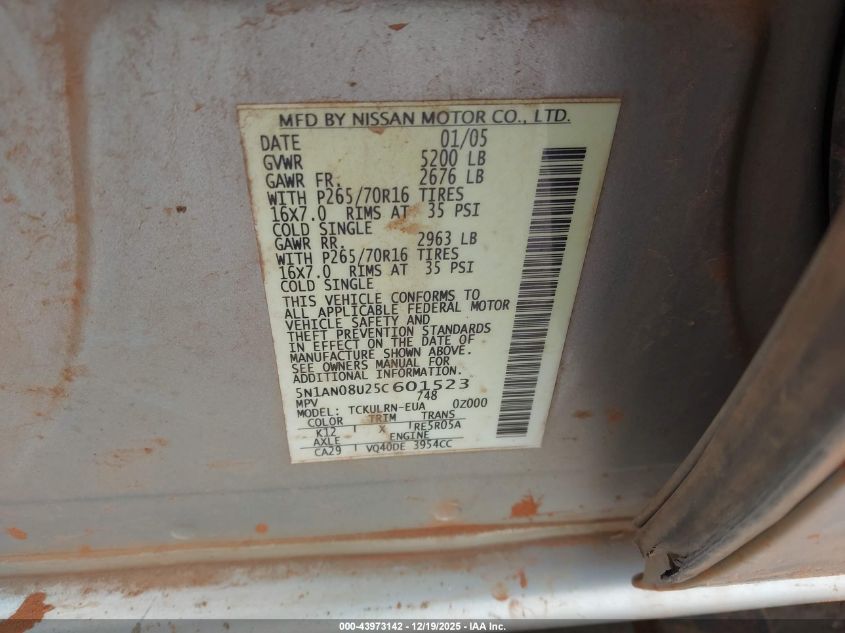 MFD BY NISSAN MOTOR CO., LTD.
DATE 01/05
GVWR 5200 LB
GAWR FR. 2676 LB
WITH P265/70R16 TIRES
16X7.0 RIMS AT 35 PSI
COLD SINGLE
GAWR RR. 2963 LB
WITH P265/70R16 TIRES
16X7.0 RIMS AT 35 PSI
COLD SINGLE
THIS VEHICLE CONFORMS TO
ALL APPLICABLE FEDERAL MOTOR
VEHICLE SAFETY AND
THEFT PREVENTION STANDARDS
IN EFFECT ON THE DATE OF
MANUFACTURE SHOWN ABOVE.
SEE OWNERS MANUAL FOR
ADDITIONAL INFORMATION.
5N1AN08U25C601523
MPV 748
MODEL: TCKULRN-EUA 0Z000
COLOR TRIM TRANS
K12 X RE5R05A
AXLE ENGINE
CA29 VQ40DE 3954CC
000-43973142 - 12/19/2025 - IAA Inc.